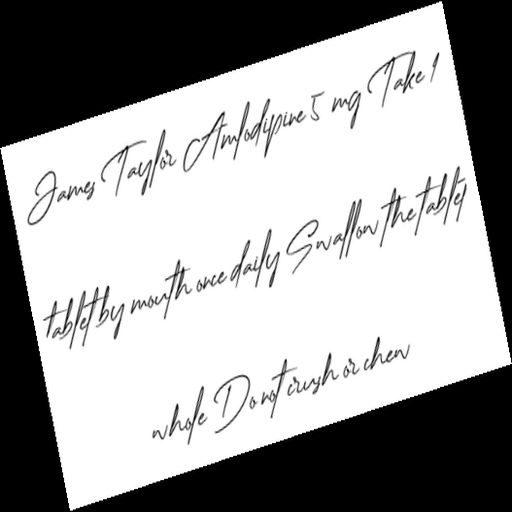 James Taylor Amlodipine 5 mg Take 1
tablet by mouth once daily Swallow the tablet
whole Do not crush or chew